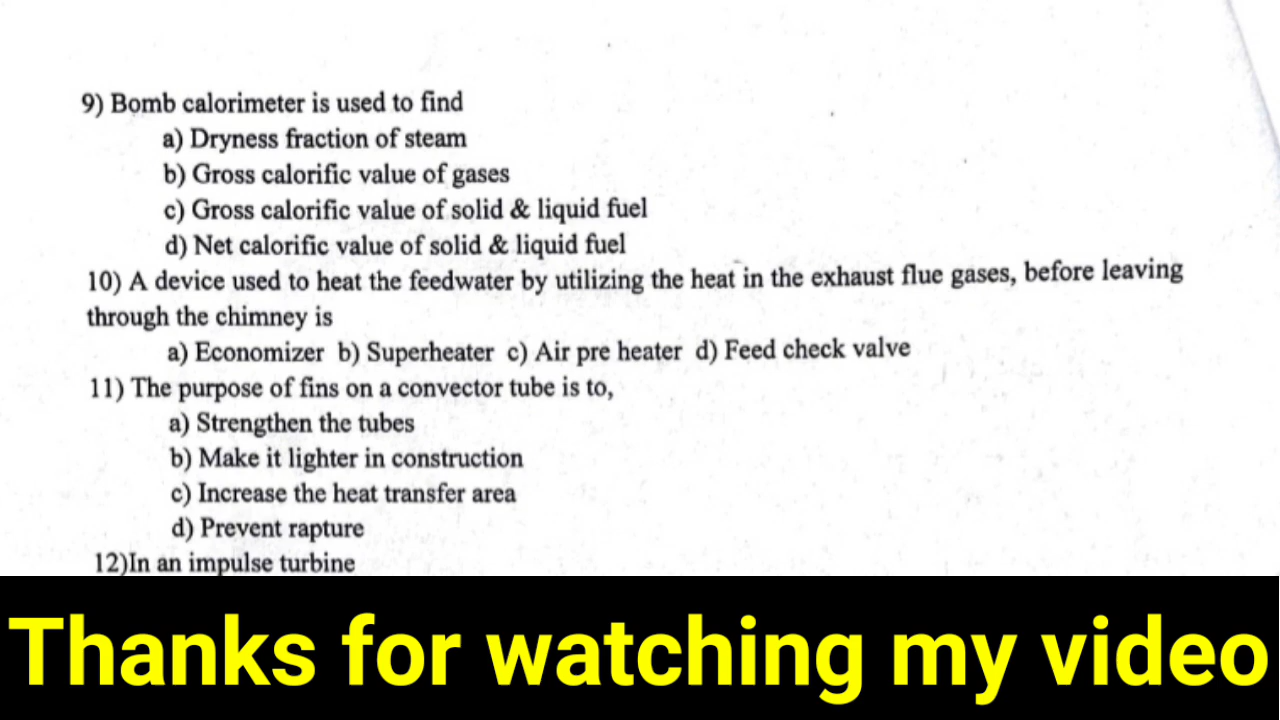 9) Bomb calorimeter is used to find
a) Dryness fraction of steam
b) Gross calorific value of gases
c) Gross calorific value of solid & liquid fuel
d) Net calorific value of solid & liquid fuel
10) A device used to heat the feedwater by utilizing the heat in the exhaust flue gases, before leaving
through the chimney is
a) Economizer b) Superheater c) Air pre heater d) Feed check valve
11) The purpose of fins on a convector tube is to,
a) Strengthen the tubes
b) Make it lighter in construction
c) Increase the heat transfer area
d) Prevent rapture
12)In an impulse turbine
Thanks for watching my video